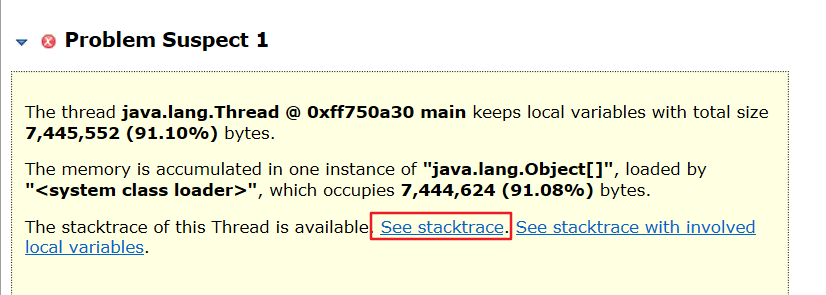 Problem Suspect 1
The thread java.lang.Thread @ 0xff750a30 main keeps local variables with total size
7,445,552 (91.10%) bytes.
The memory is accumulated in one instance of "java.lang.Object[]", loaded by
"<system class loader>", which occupies 7,444,624 (91.08%) bytes.
The stacktrace of this Thread is available. See stacktrace. See stacktrace with involved
local variables.